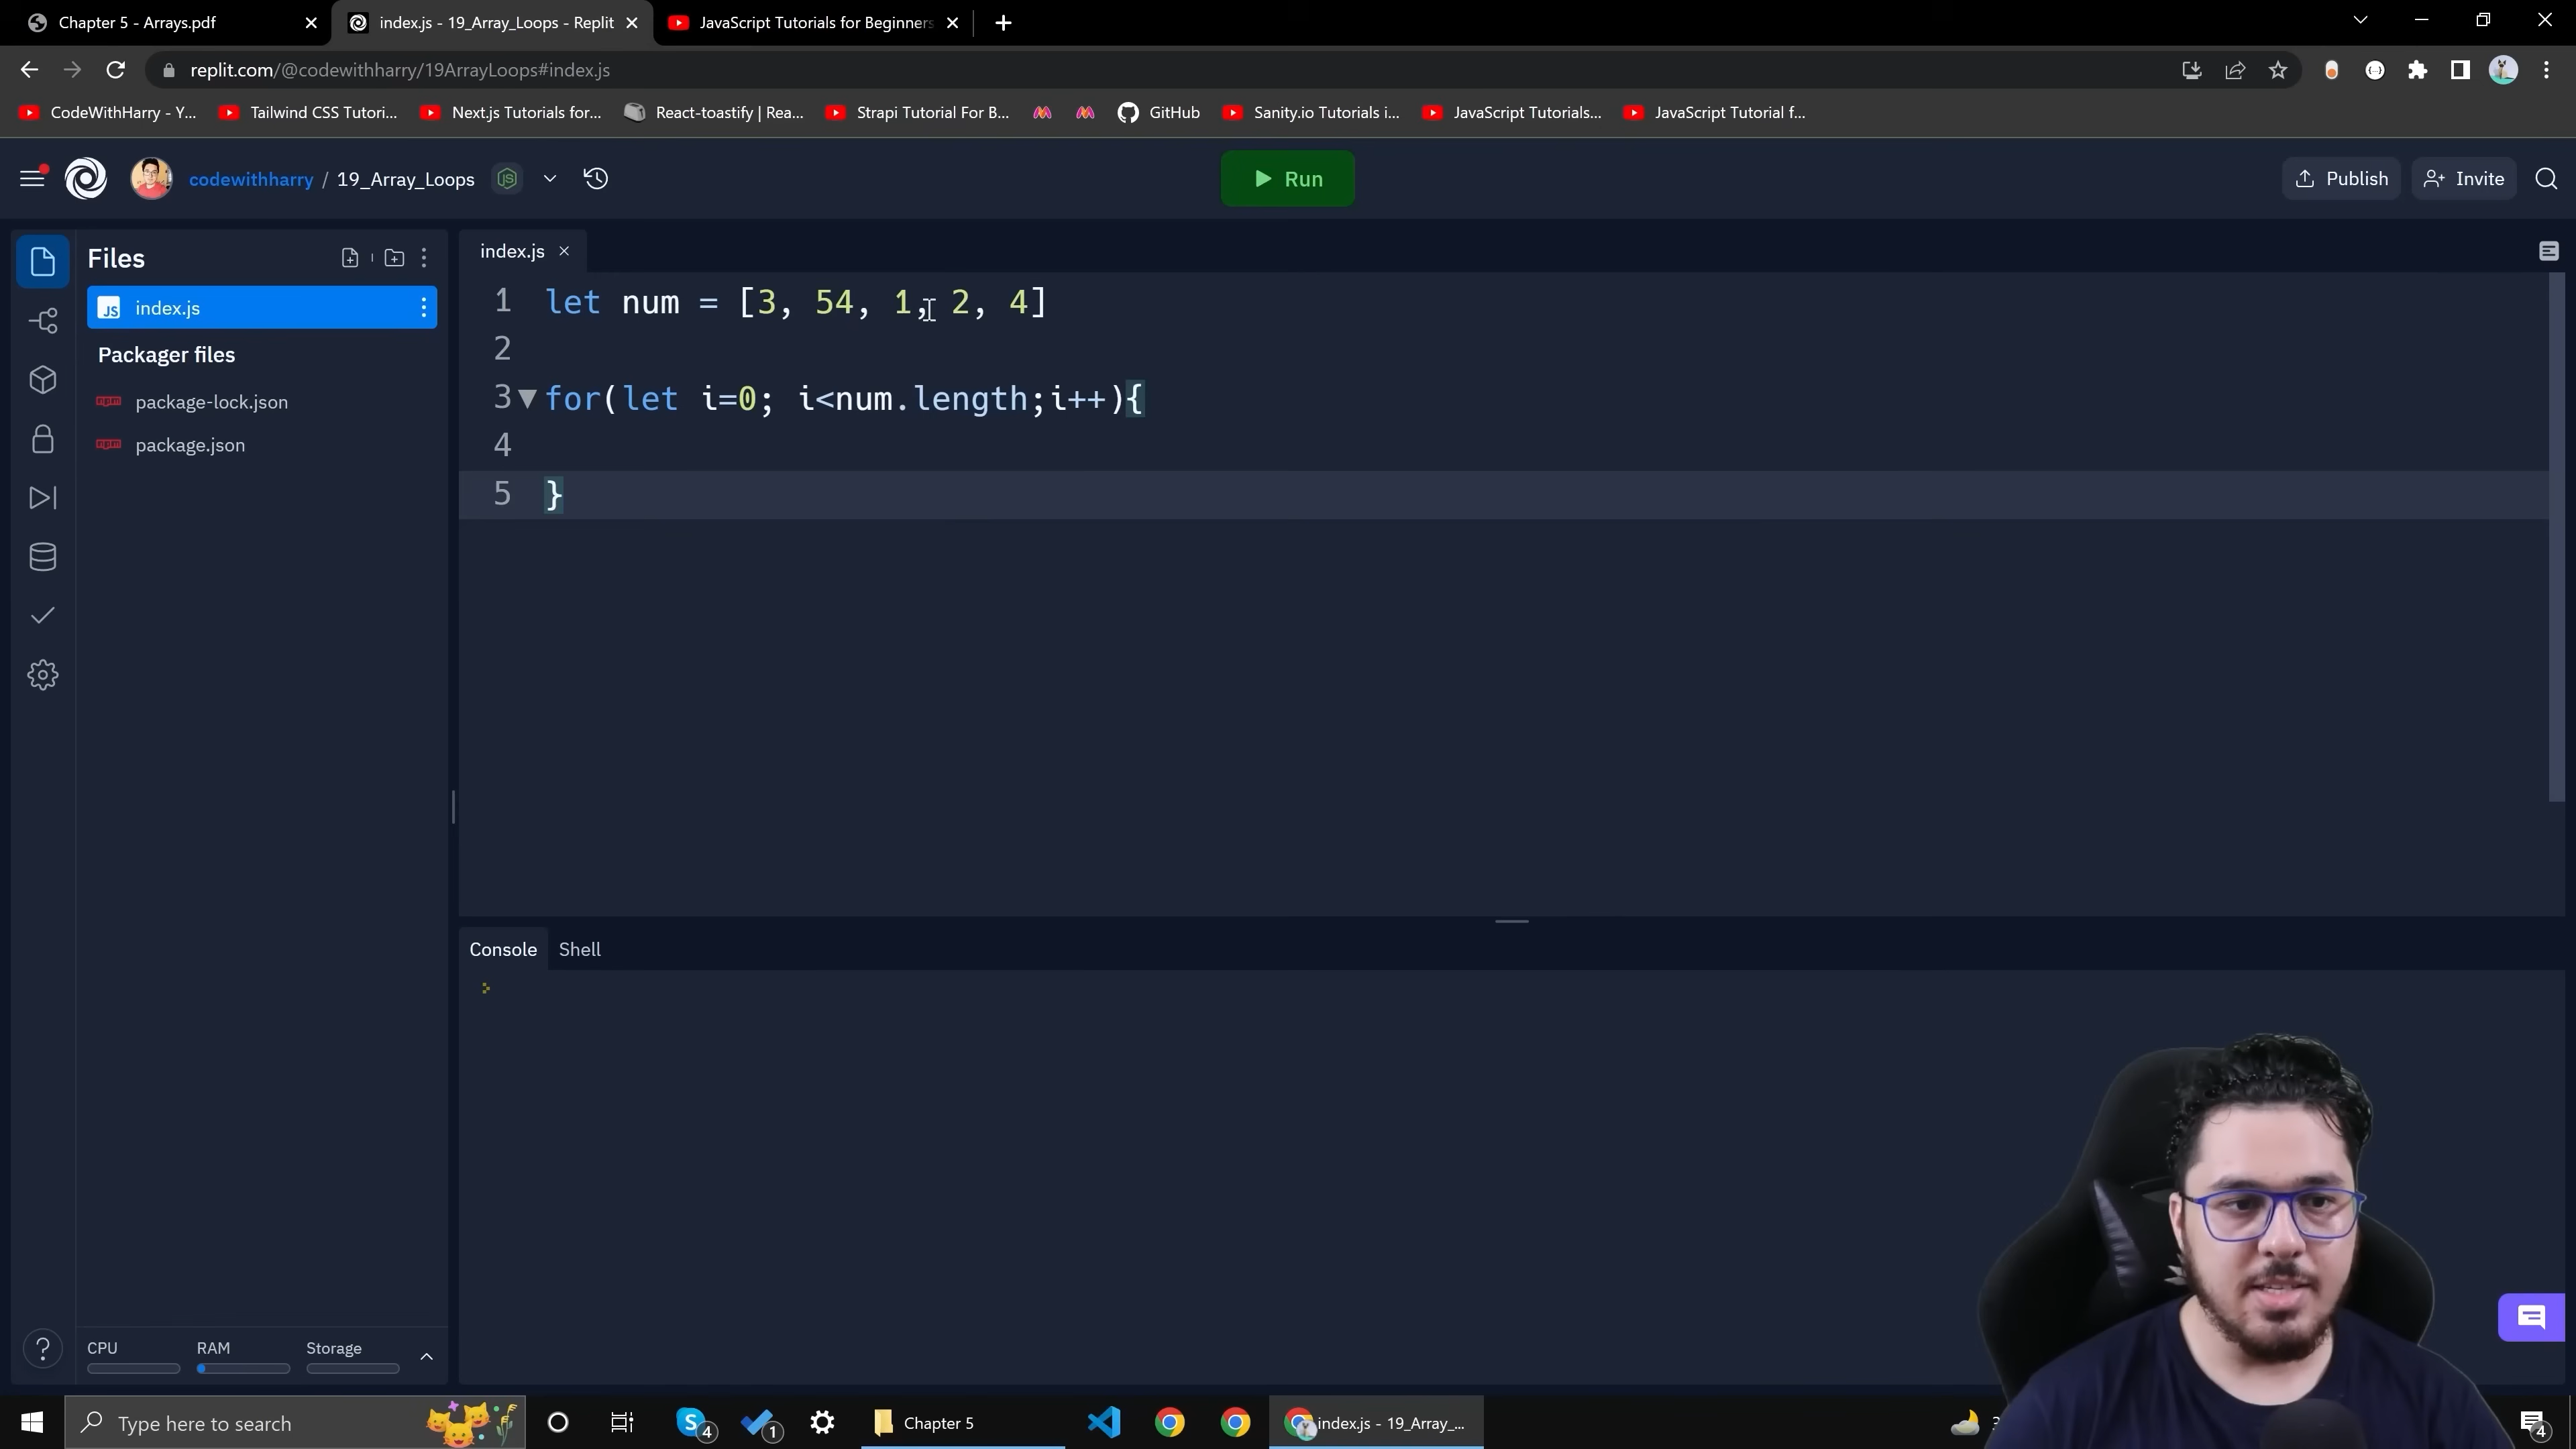 Chapter 5 - Arrays.pdf
index.js - 19_Array_Loops - Replit
JavaScript Tutorials for Beginners
replit.com/@codewithharry/19ArrayLoops#index.js
CodeWithHarry - Y...
Tailwind CSS Tutori...
Next.js Tutorials for...
React-toastify | Rea...
Strapi Tutorial For B...
GitHub
Sanity.io Tutorials i...
JavaScript Tutorials...
JavaScript Tutorial f...
codewithharry / 19_Array_Loops
Run
Publish
Invite
Files
index.js
Packager files
package-lock.json
package.json
index.js
1 let num = [3, 54, 1, 2, 4]
2
3 for(let i=0; i<num.length;i++){
4
5 }
Console
Shell
CPU
RAM
Storage
Type here to search
4
1
Chapter 5
index.js - 19_Array_...
4